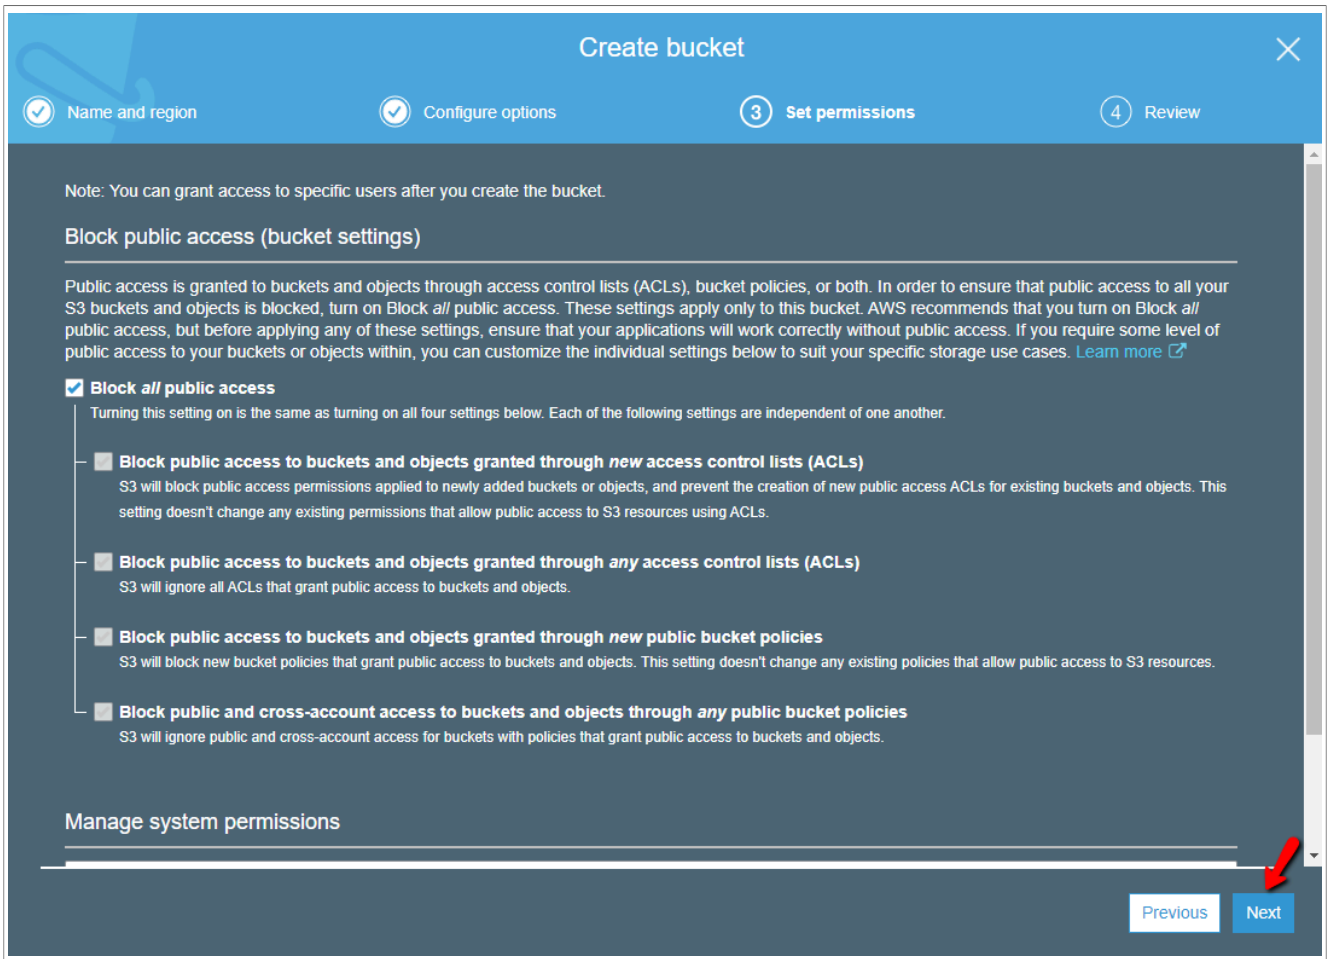 Create bucket
Name and region
Configure options
3 Set permissions
4 Review
Note: You can grant access to specific users after you create the bucket.
Block public access (bucket settings)
Public access is granted to buckets and objects through access control lists (ACLs), bucket policies, or both. In order to ensure that public access to all your
S3 buckets and objects is blocked, turn on Block all public access. These settings apply only to this bucket. AWS recommends that you turn on Block all
public access, but before applying any of these settings, ensure that your applications will work correctly without public access. If you require some level of
public access to your buckets or objects within, you can customize the individual settings below to suit your specific storage use cases. Learn more
Block all public access
Turning this setting on is the same as turning on all four settings below. Each of the following settings are independent of one another.
Block public access to buckets and objects granted through new access control lists (ACLs)
S3 will block public access permissions applied to newly added buckets or objects, and prevent the creation of new public access ACLs for existing buckets and objects. This
setting doesn't change any existing permissions that allow public access to S3 resources using ACLs.
Block public access to buckets and objects granted through any access control lists (ACLs)
S3 will ignore all ACLs that grant public access to buckets and objects.
Block public access to buckets and objects granted through new public bucket policies
S3 will block new bucket policies that grant public access to buckets and objects. This setting doesn't change any existing policies that allow public access to S3 resources.
Block public and cross-account access to buckets and objects through any public bucket policies
S3 will ignore public and cross-account access for buckets with policies that grant public access to buckets and objects.
Manage system permissions
Previous
Next